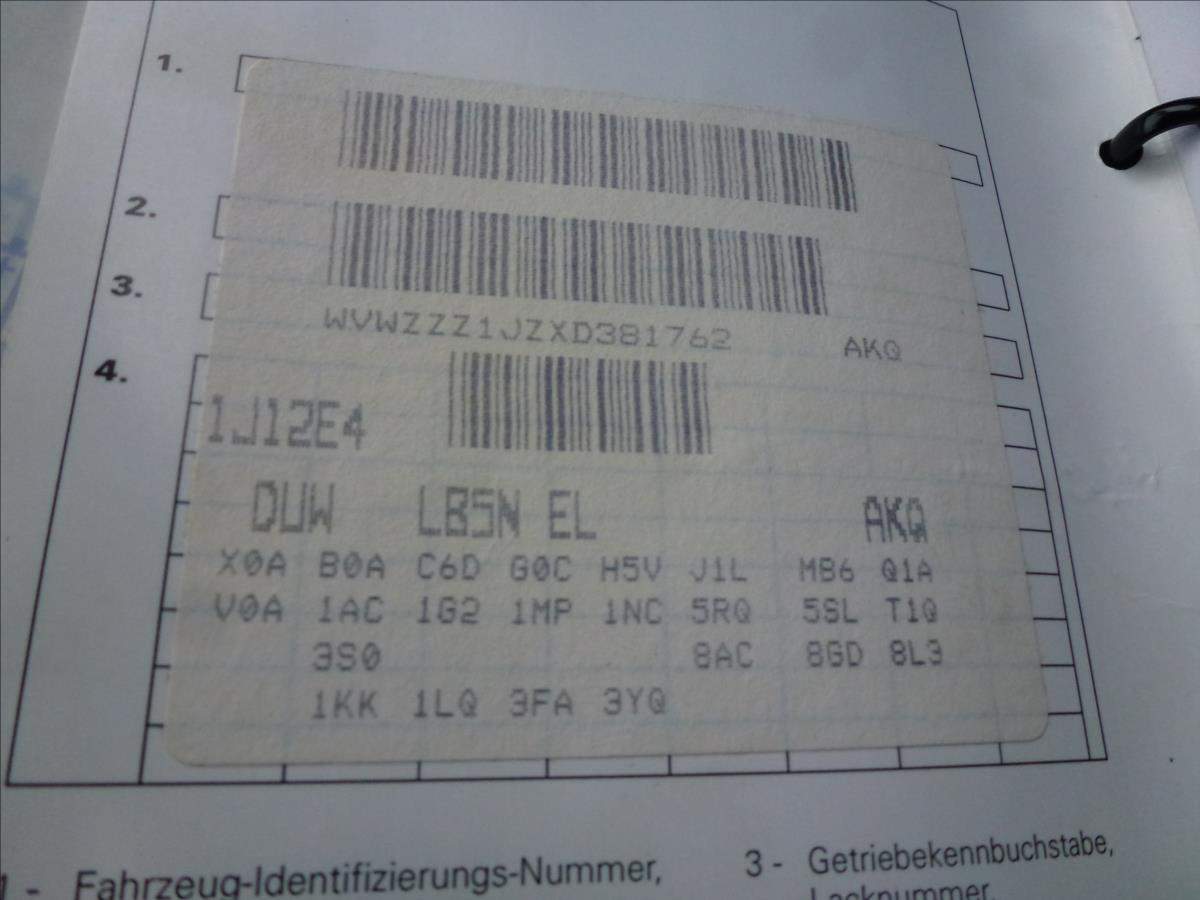 1.
2.
3.
WVWZZZ1JZXD381762 AKQ
4.
1J12E4
DUW LB5N EL AKQ
X0A B0A C6D G0C H5V J1L MB6 Q1A
V0A 1AC 1G2 1MP 1NC 5RQ 5SL T1Q
3S0 8AC 8GD 8L3
1KK 1LQ 3FA 3YQ
1 - Fahrzeug-Identifizierungs-Nummer,
3 - Getriebekennbuchstabe,
Lacknummer,